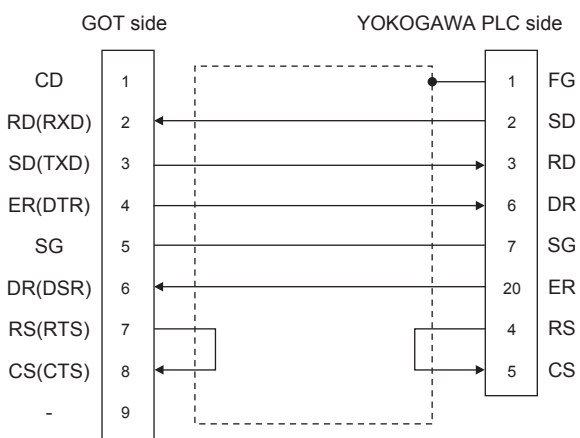 GOT side YOKOGAWA PLC side
CD 1 1 FG
RD(RXD) 2 2 SD
SD(TXD) 3 3 RD
ER(DTR) 4 6 DR
SG 5 7 SG
DR(DSR) 6 20 ER
RS(RTS) 7 4 RS
CS(CTS) 8 5 CS
- 9